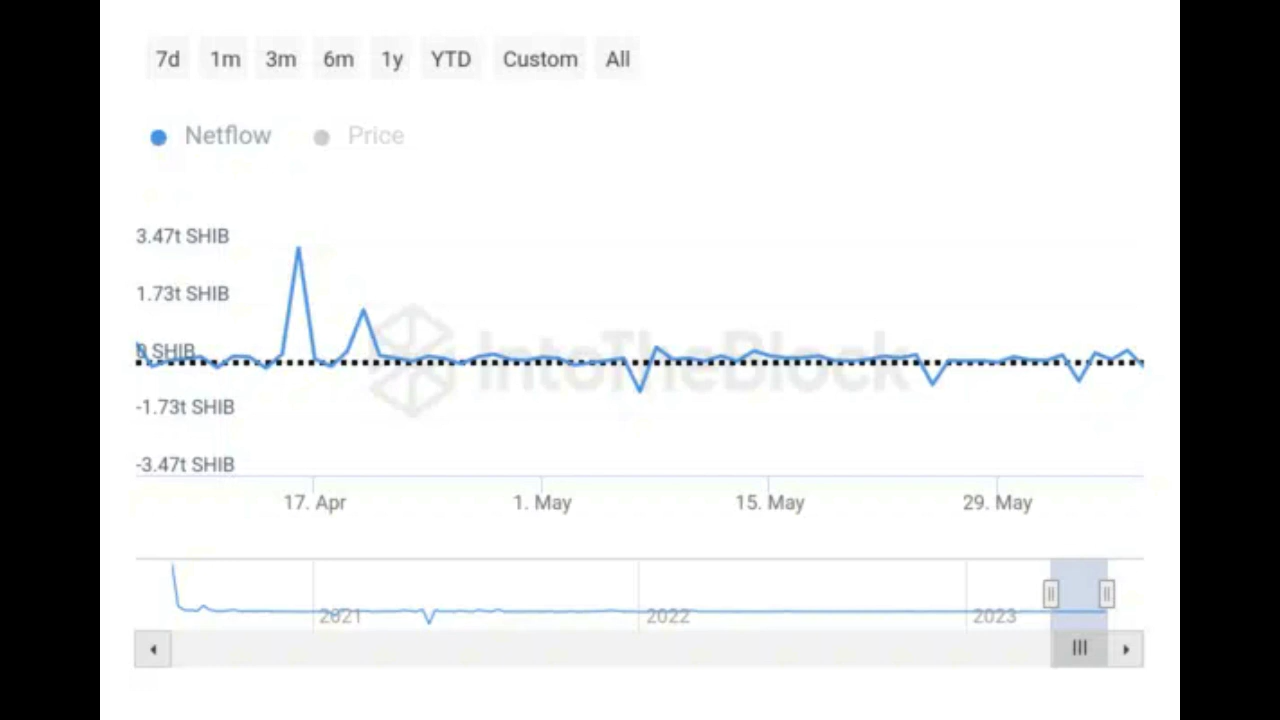 7d 1m 3m 6m 1y YTD Custom All
Netflow Price
3.47t SHIB
1.73t SHIB
0 SHIB
IntoTheBlock
-1.73t SHIB
-3.47t SHIB
17. Apr 1. May 15. May 29. May
2021 2022 2023